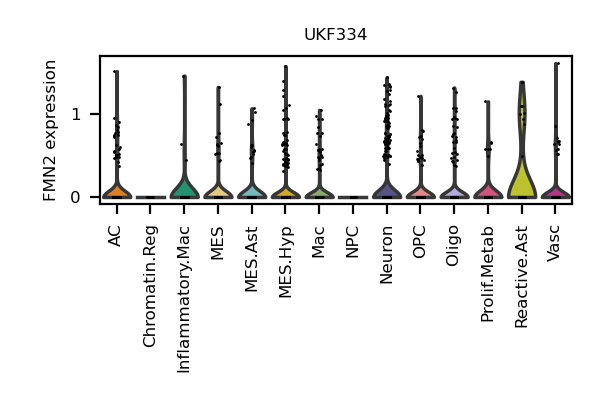 UKF334
FMN2 expression
1
0
AC
Chromatin.Reg
Inflammatory.Mac
MES
MES.Ast
MES.Hyp
Mac
NPC
Neuron
OPC
Oligo
Prolif.Metab
Reactive.Ast
Vasc